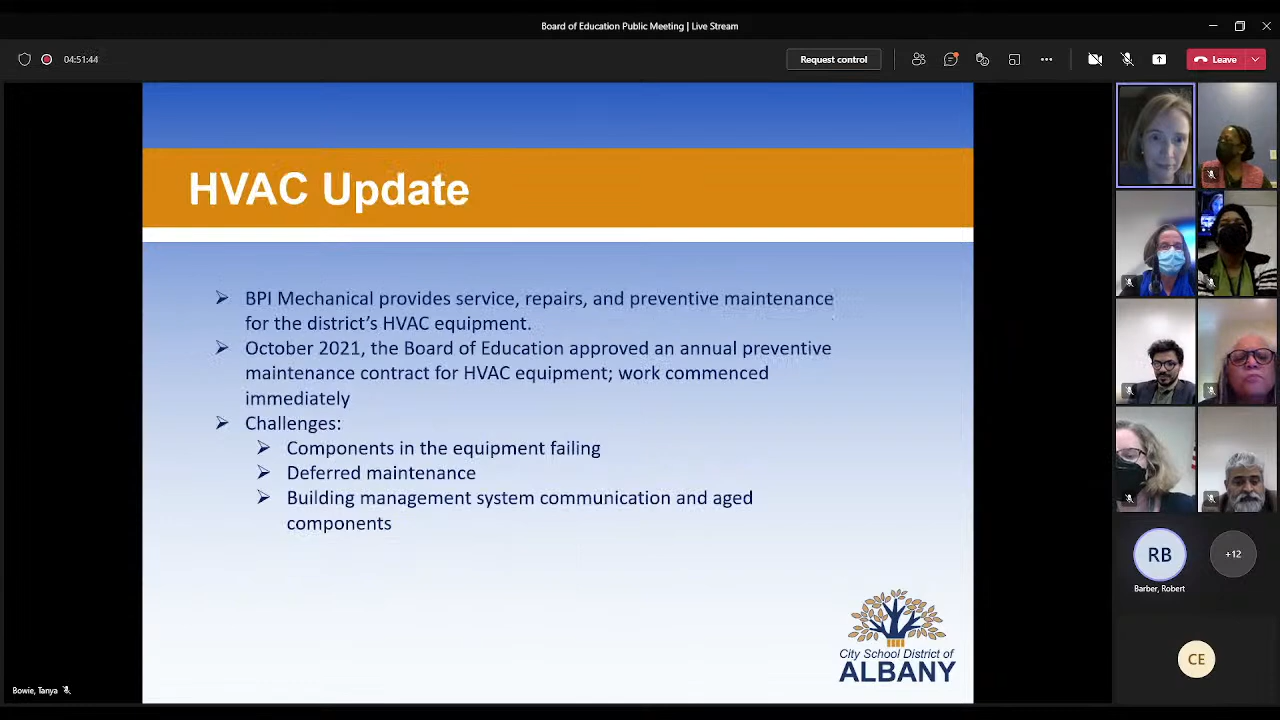 Board of Education Public Meeting | Live Stream
04:51:44
Request control
Leave
HVAC Update
BPI Mechanical provides service, repairs, and preventive maintenance
for the district's HVAC equipment.
October 2021, the Board of Education approved an annual preventive
maintenance contract for HVAC equipment; work commenced
immediately
Challenges:
Components in the equipment failing
Deferred maintenance
Building management system communication and aged
components
City School District of
ALBANY
RB
+12
Barber, Robert
CE
Bowie, Tanya